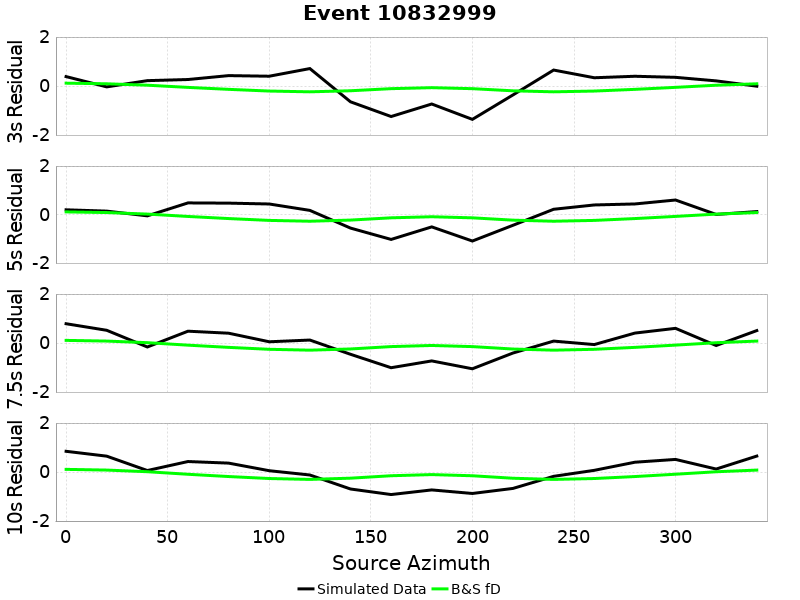 Event 10832999
3s Residual
2
0
-2
5s Residual
2
0
-2
7.5s Residual
2
0
-2
10s Residual
2
0
-2
0 50 100 150 200 250 300
Source Azimuth
Simulated Data B&S fD